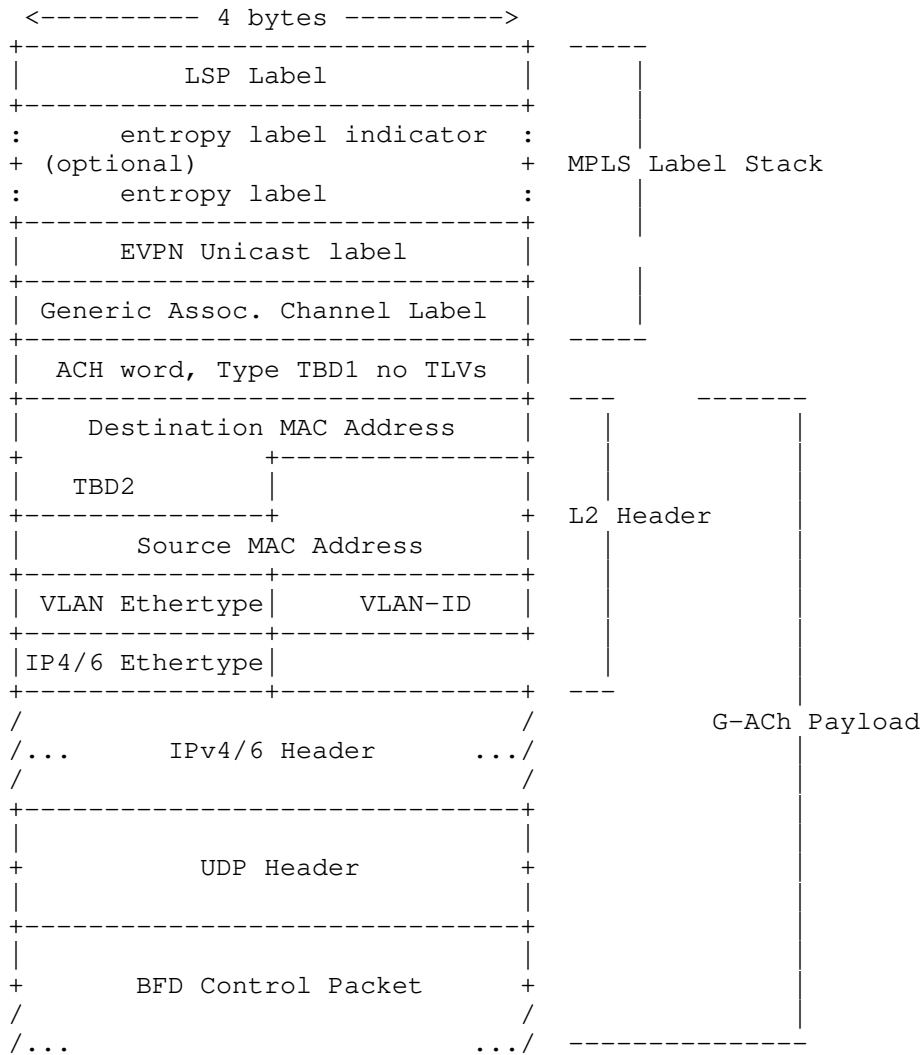 <---------- 4 bytes ---------->
LSP Label
entropy label indicator
(optional) MPLS Label Stack
entropy label
EVPN Unicast label
Generic Assoc. Channel Label
ACH word, Type TBD1 no TLVs
Destination MAC Address
TBD2
L2 Header
Source MAC Address
VLAN Ethertype VLAN-ID
IP4/6 Ethertype
G-ACh Payload
... IPv4/6 Header ...
UDP Header
BFD Control Packet
... ...